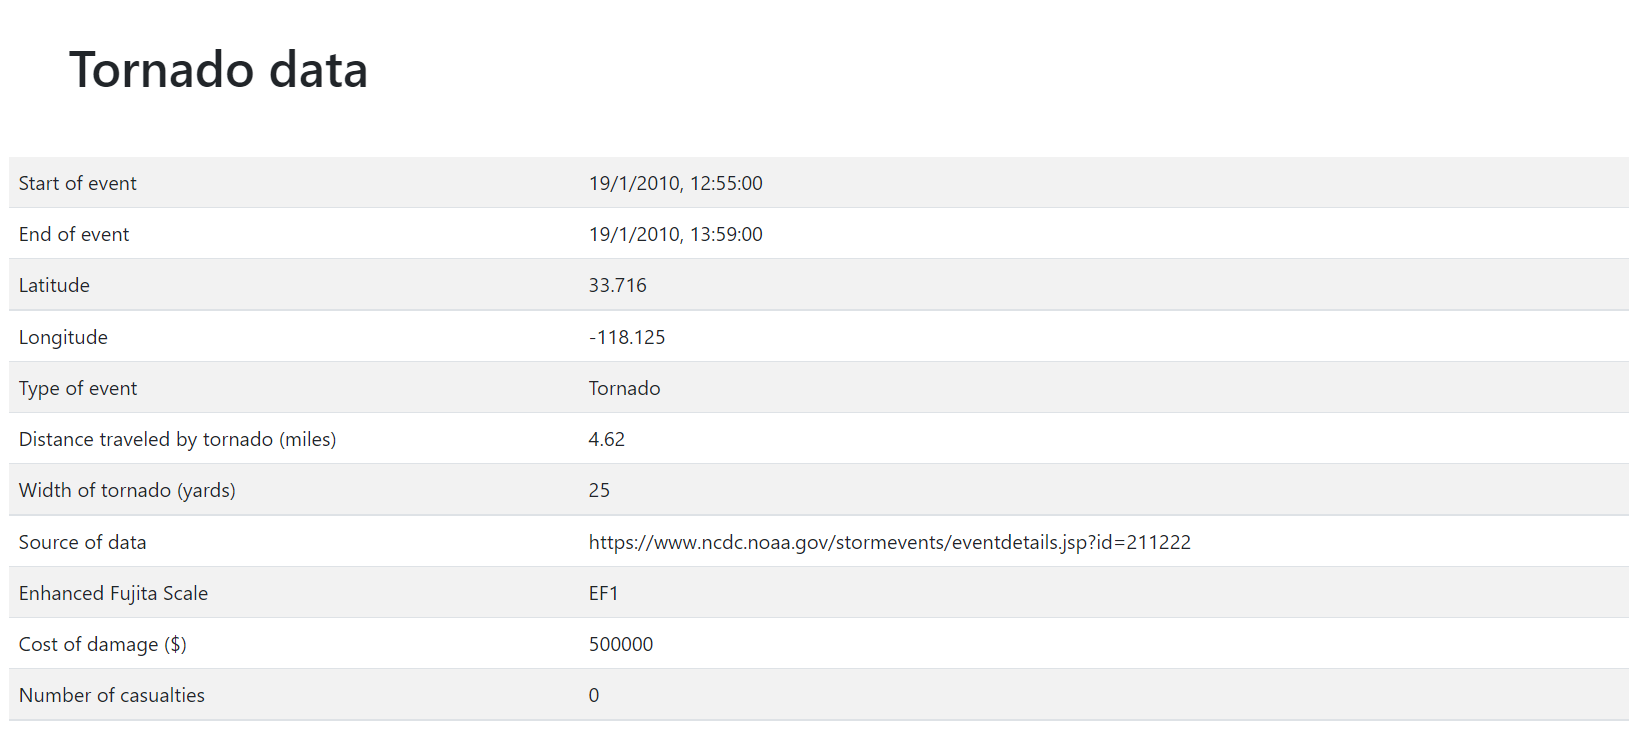 Tornado data
Start of event 19/1/2010, 12:55:00
End of event 19/1/2010, 13:59:00
Latitude 33.716
Longitude -118.125
Type of event Tornado
Distance traveled by tornado (miles) 4.62
Width of tornado (yards) 25
Source of data https://www.ncdc.noaa.gov/stormevents/eventdetails.jsp?id=211222
Enhanced Fujita Scale EF1
Cost of damage ($) 500000
Number of casualties 0